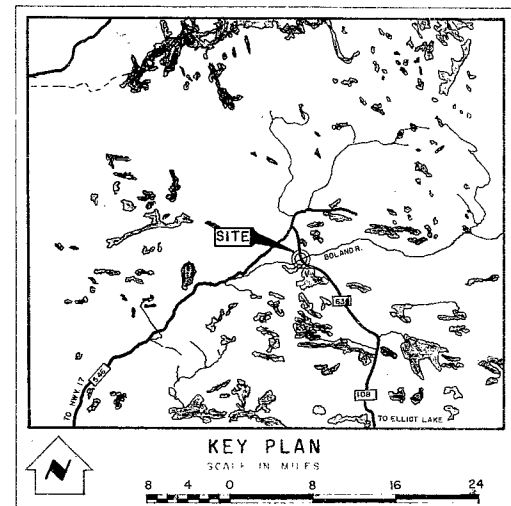 SITE
BOLAND R.
639
TO HWY. 17
546
108
TO ELLIOT LAKE
N
KEY PLAN
SCALE IN MILES
8 4 0 8 16 24